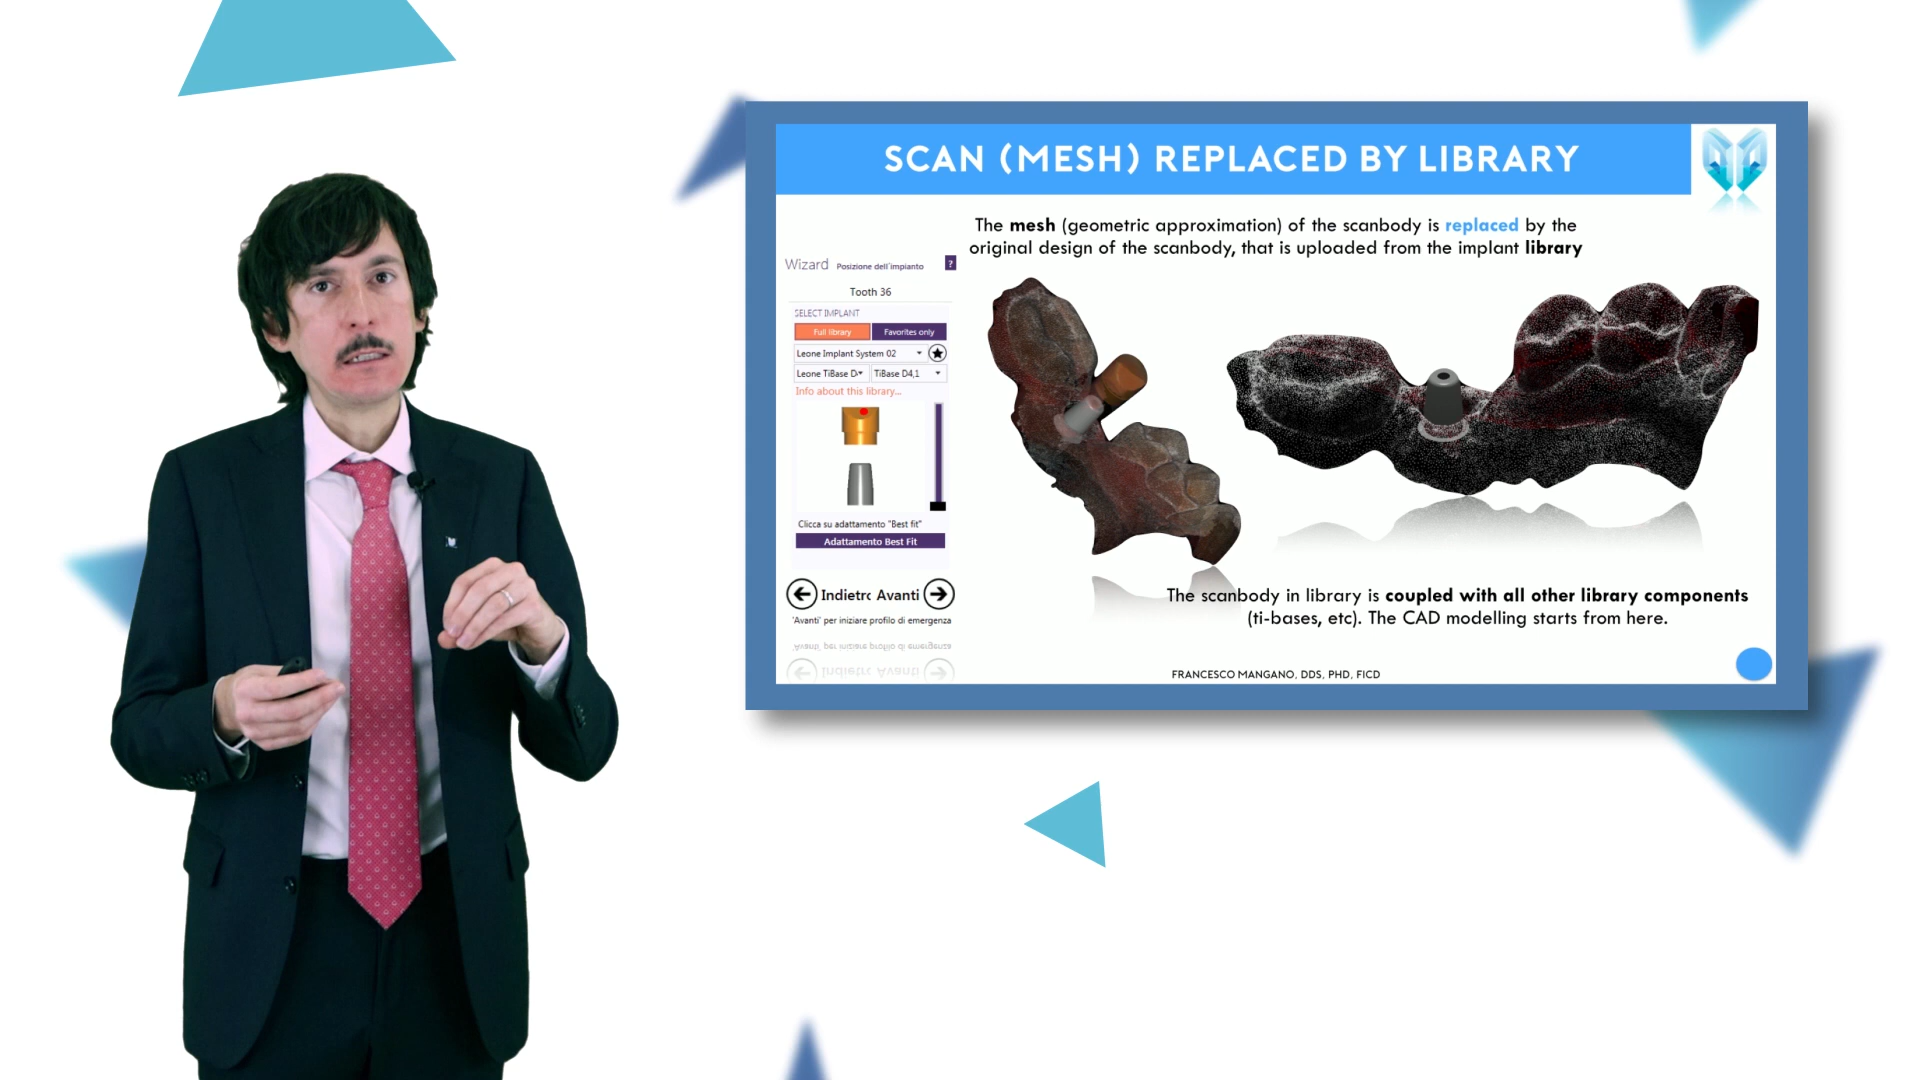 SCAN (MESH) REPLACED BY LIBRARY
The mesh (geometric approximation) of the scanbody is replaced by the
original design of the scanbody, that is uploaded from the implant library
Wizard Posizione dell'impianto ?
Tooth 36
SELECT IMPLANT
Full library Favorites only
Leone Implant System 02
Leone TiBase D TiBase D4,1
Info about this library...
Clicca su adattamento "Best fit"
Adattamento Best Fit
Indietro Avanti
'Avanti' per iniziare profilo di emergenza
The scanbody in library is coupled with all other library components
(ti-bases, etc). The CAD modelling starts from here.
FRANCESCO MANGANO, DDS, PHD, FICD